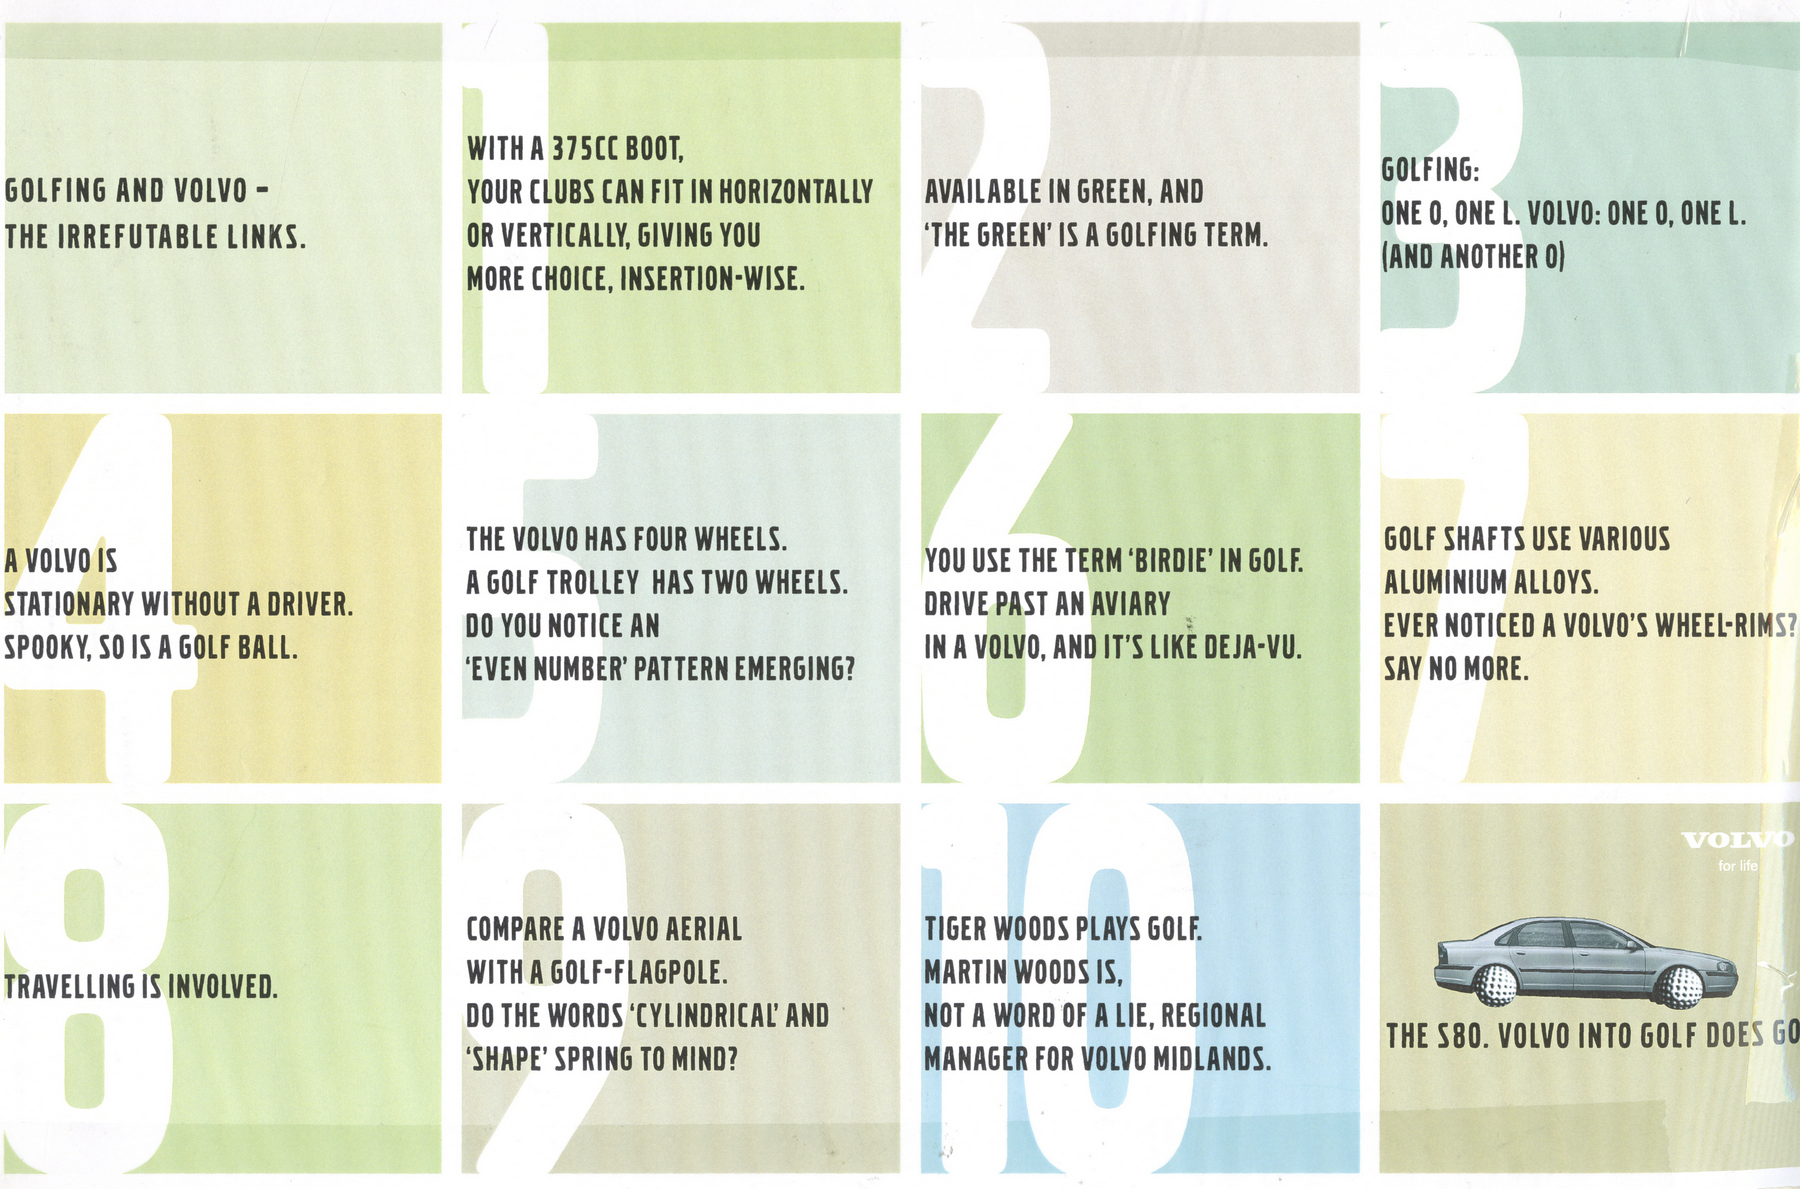 GOLFING AND VOLVO –
THE IRREFUTABLE LINKS.
1
WITH A 375CC BOOT,
YOUR CLUBS CAN FIT IN HORIZONTALLY
OR VERTICALLY, GIVING YOU
MORE CHOICE, INSERTION-WISE.
2
AVAILABLE IN GREEN, AND
‘THE GREEN’ IS A GOLFING TERM.
3
GOLFING:
ONE O, ONE L. VOLVO: ONE O, ONE L.
(AND ANOTHER O)
4
A VOLVO IS
STATIONARY WITHOUT A DRIVER.
SPOOKY, SO IS A GOLF BALL.
5
THE VOLVO HAS FOUR WHEELS.
A GOLF TROLLEY HAS TWO WHEELS.
DO YOU NOTICE AN
‘EVEN NUMBER’ PATTERN EMERGING?
6
YOU USE THE TERM ‘BIRDIE’ IN GOLF.
DRIVE PAST AN AVIARY
IN A VOLVO, AND IT’S LIKE DEJA-VU.
7
GOLF SHAFTS USE VARIOUS
ALUMINIUM ALLOYS.
EVER NOTICED A VOLVO’S WHEEL-RIMS?
SAY NO MORE.
8
TRAVELLING IS INVOLVED.
9
COMPARE A VOLVO AERIAL
WITH A GOLF-FLAGPOLE.
DO THE WORDS ‘CYLINDRICAL’ AND
‘SHAPE’ SPRING TO MIND?
10
TIGER WOODS PLAYS GOLF.
MARTIN WOODS IS,
NOT A WORD OF A LIE, REGIONAL
MANAGER FOR VOLVO MIDLANDS.
VOLVO
for life
THE S80. VOLVO INTO GOLF DOES GO